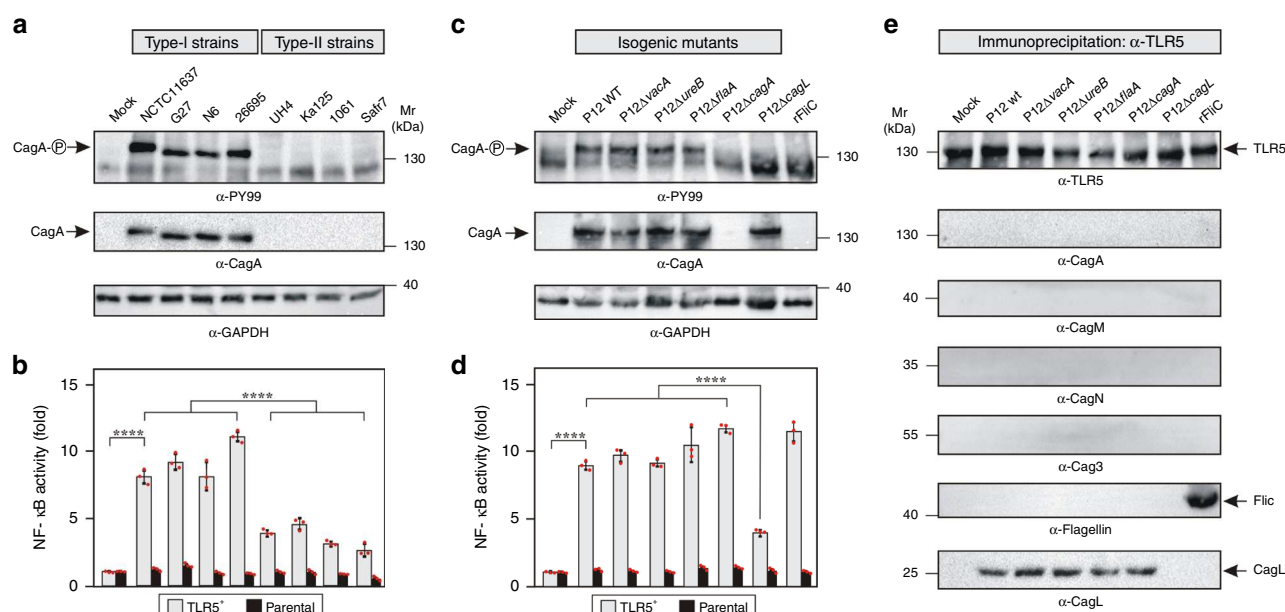 a
Type-I strains
Type-II strains
Mock
NCTC11637
G27
N6
26695
UH4
Ka125
1061
Safr7
Mr
(kDa)
CagA-Ⓟ
130
α-PY99
CagA
130
α-CagA
40
α-GAPDH
b
NF- κB activity (fold)
15
10
5
0
****
****
TLR5⁺
Parental
c
Isogenic mutants
Mock
P12 WT
P12ΔvacA
P12ΔureB
P12ΔflaA
P12ΔcagA
P12ΔcagL
rFliC
Mr
(kDa)
CagA-Ⓟ
130
α-PY99
CagA
130
α-CagA
40
α-GAPDH
d
NF- κB activity (fold)
15
10
5
0
****
****
TLR5⁺
Parental
e
Immunoprecipitation: α-TLR5
Mr
(kDa)
Mock
P12 wt
P12ΔvacA
P12ΔureB
P12ΔflaA
P12ΔcagA
P12ΔcagL
rFliC
130
TLR5
α-TLR5
130
α-CagA
40
α-CagM
35
α-CagN
55
α-Cag3
40
Flic
α-Flagellin
25
CagL
α-CagL